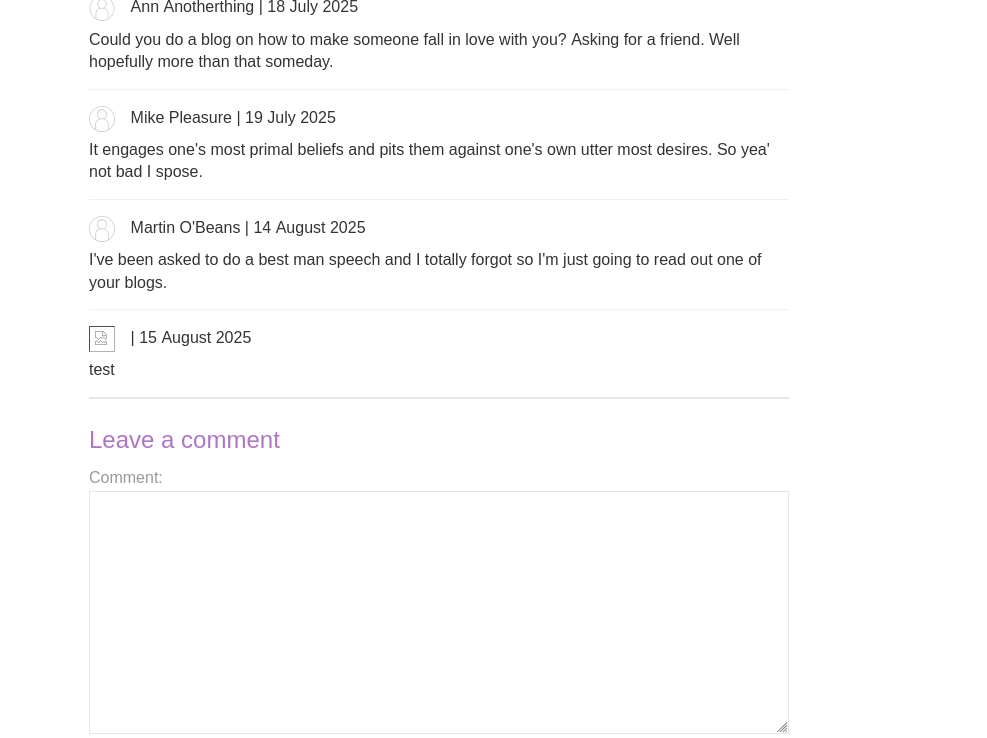 Ann Anotherthing | 18 July 2025
Could you do a blog on how to make someone fall in love with you? Asking for a friend. Well
hopefully more than that someday.
Mike Pleasure | 19 July 2025
It engages one's most primal beliefs and pits them against one's own utter most desires. So yea'
not bad I spose.
Martin O'Beans | 14 August 2025
I've been asked to do a best man speech and I totally forgot so I'm just going to read out one of
your blogs.
| 15 August 2025
test
Leave a comment
Comment: